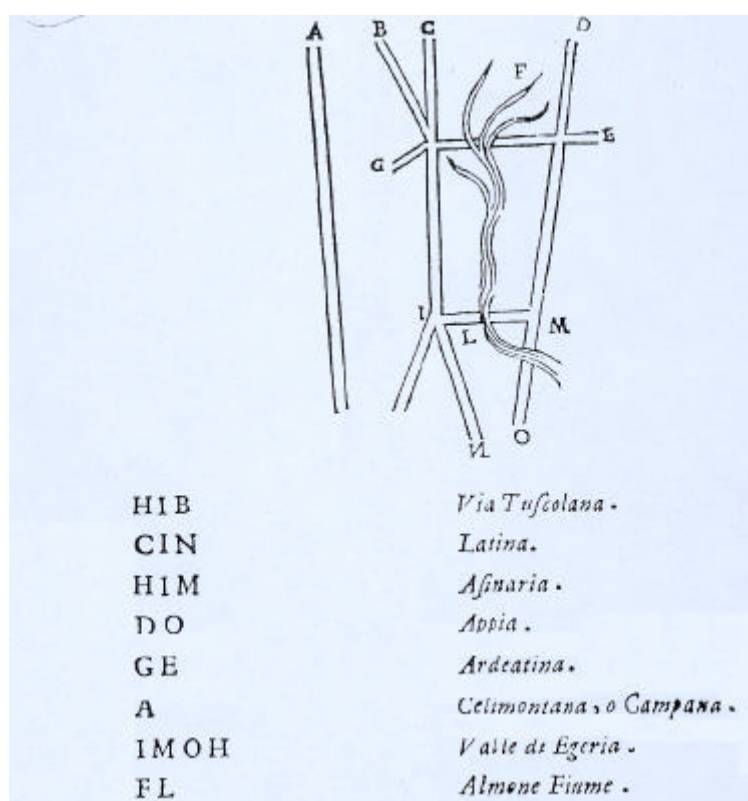 A B C D
F
E
G
I
L M
N O
HIB Via Tuſcolana.
CIN Latina.
HIM Aſinaria.
DO Appia.
GE Ardeatina.
A Celimontana, o Campana.
IMOH Valle di Egeria.
FL Almone Fiume.